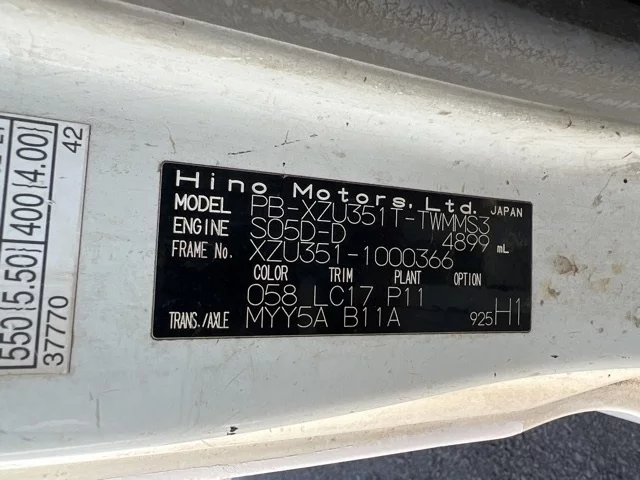 Hino Motors, Ltd. JAPAN
MODEL PB-XZU351T-TWMMS3
ENGINE S05D-D 4899 mL
FRAME No. XZU351-1000366
COLOR TRIM PLANT OPTION
058 LC17 P11
TRANS./AXLE MYY5A B11A 925 H1
550(5.50) 400(4.00)
37770 42